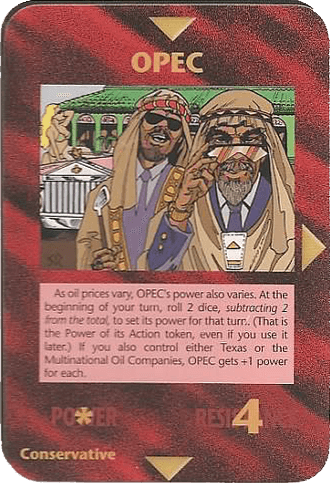 OPEC
As oil prices vary, OPEC's power also varies. At the
beginning of your turn, roll 2 dice, subtracting 2
from the total, to set its power for that turn. (That is
the Power of its Action token, even if you use it
later.) If you also control either Texas or the
Multinational Oil Companies, OPEC gets +1 power
for each.
POWER * RESISTANCE 4
Conservative